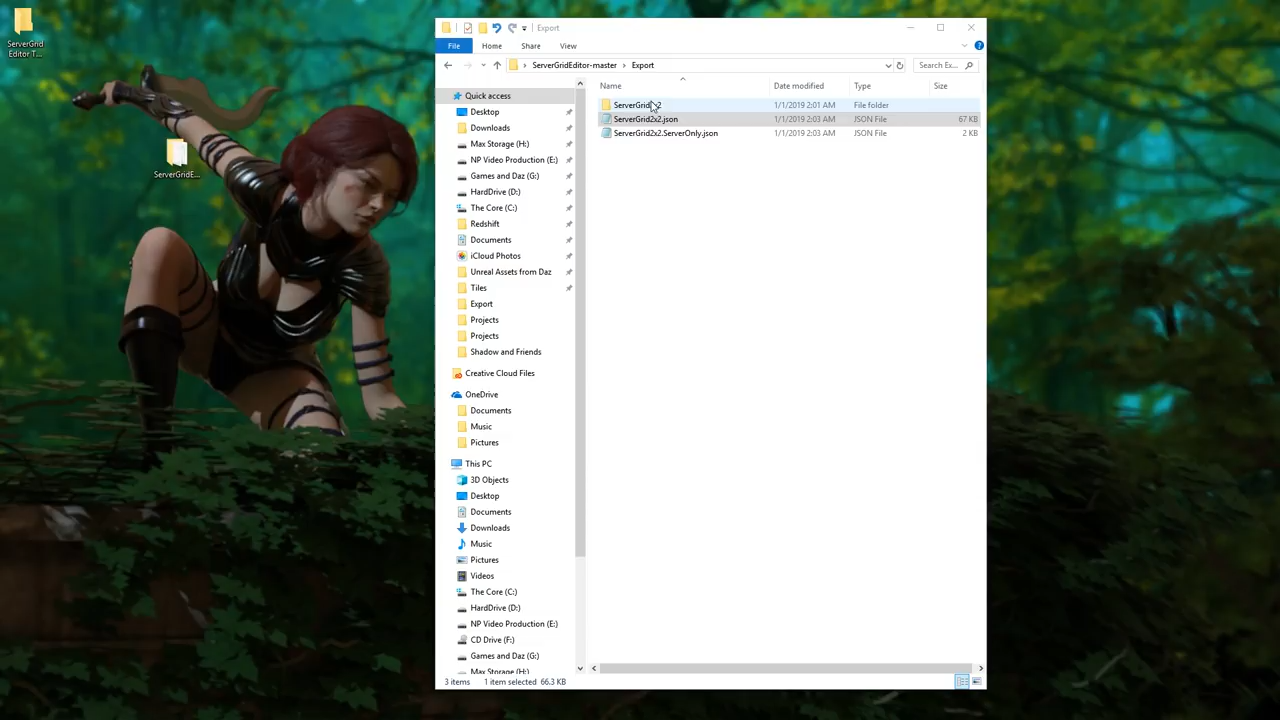 ServerGrid
Editor T...
ServerGridE...
Export
File
Home
Share
View
ServerGridEditor-master
Export
Search Ex...
Name
Date modified
Type
Size
ServerGrid2x2
1/1/2019 2:01 AM
File folder
ServerGrid2x2.json
1/1/2019 2:03 AM
JSON File
67 KB
ServerGrid2x2.ServerOnly.json
1/1/2019 2:03 AM
JSON File
2 KB
Quick access
Desktop
Downloads
Max Storage (H:)
NP Video Production (E:)
Games and Daz (G:)
HardDrive (D:)
The Core (C:)
Redshift
Documents
iCloud Photos
Unreal Assets from Daz
Tiles
Export
Projects
Projects
Shadow and Friends
Creative Cloud Files
OneDrive
Documents
Music
Pictures
This PC
3D Objects
Desktop
Documents
Downloads
Music
Pictures
Videos
The Core (C:)
HardDrive (D:)
NP Video Production (E:)
CD Drive (F:)
Games and Daz (G:)
Max Storage (H:)
3 items
1 item selected 66.3 KB